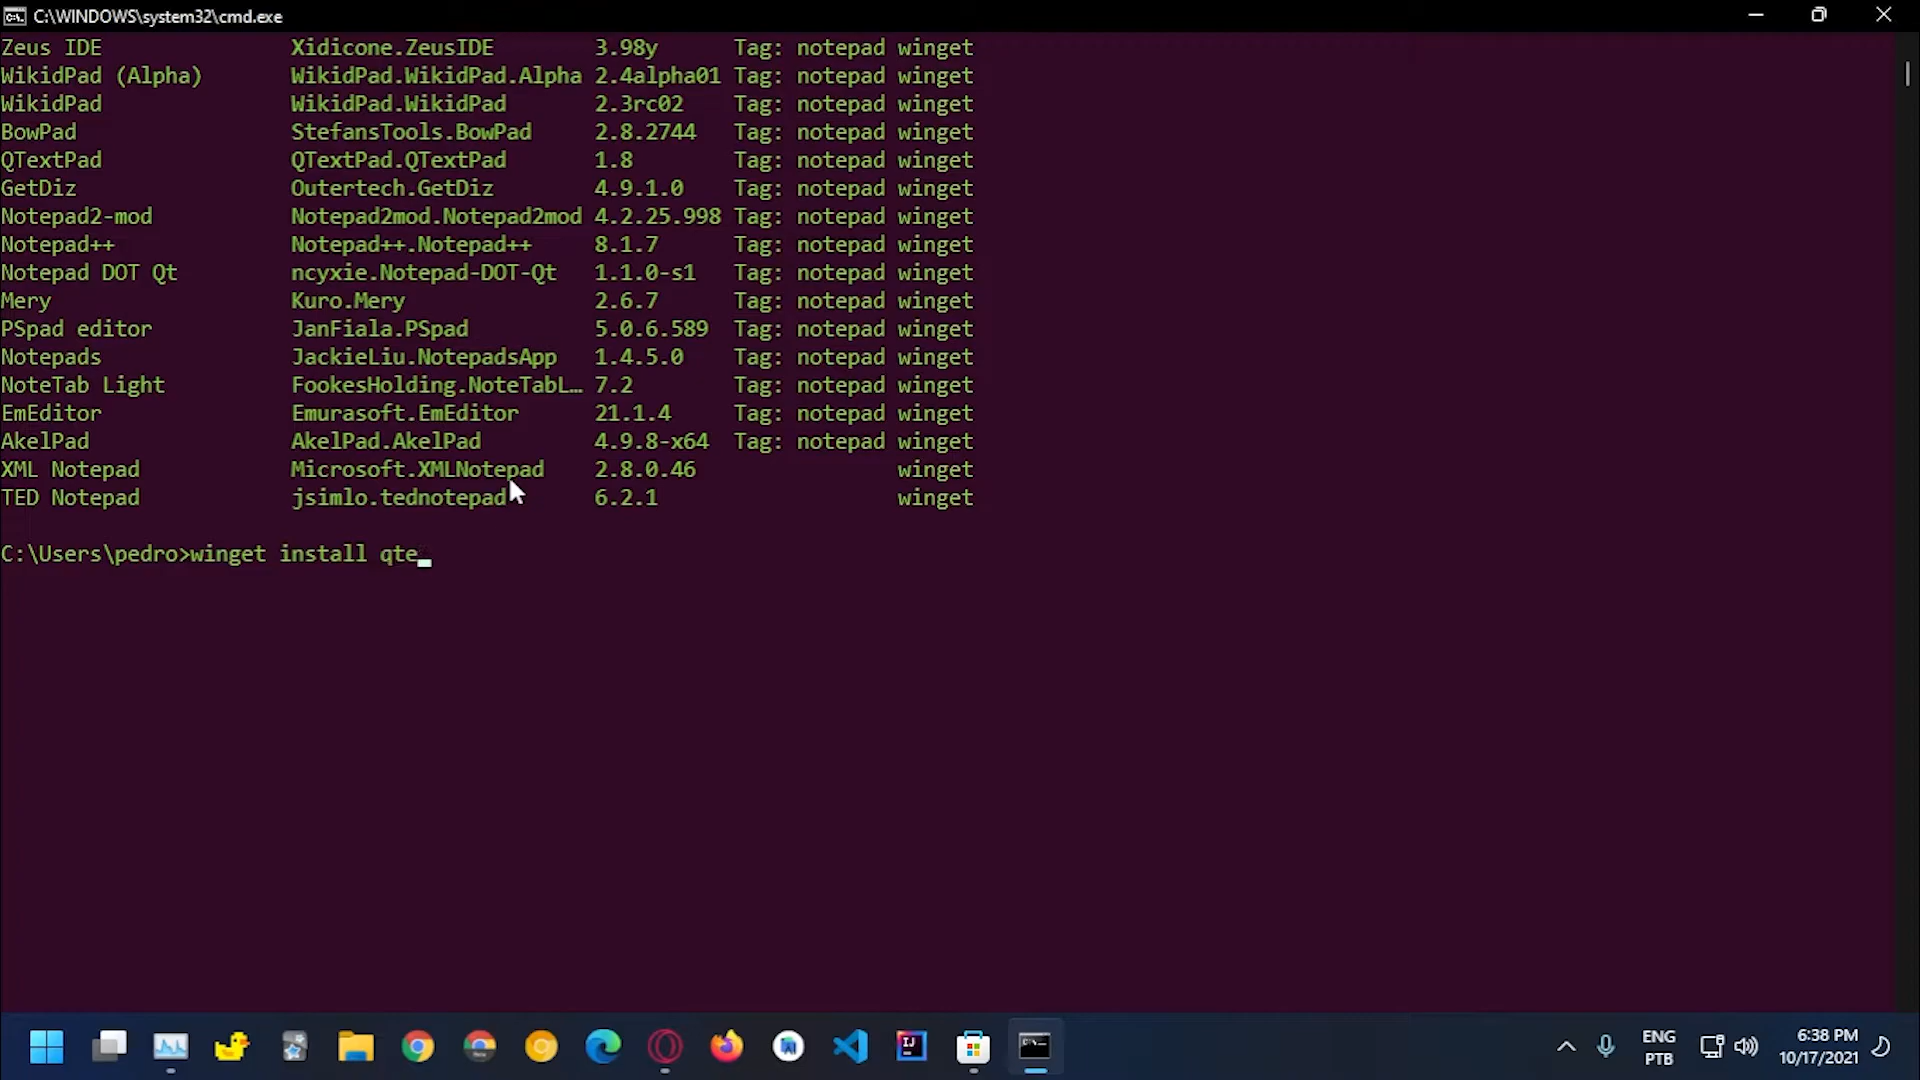 C:\WINDOWS\system32\cmd.exe
Zeus IDE Xidicone.ZeusIDE 3.98y Tag: notepad winget
WikidPad (Alpha) WikidPad.WikidPad.Alpha 2.4alpha01 Tag: notepad winget
WikidPad WikidPad.WikidPad 2.3rc02 Tag: notepad winget
BowPad StefansTools.BowPad 2.8.2744 Tag: notepad winget
QTextPad QTextPad.QTextPad 1.8 Tag: notepad winget
GetDiz Outertech.GetDiz 4.9.1.0 Tag: notepad winget
Notepad2-mod Notepad2mod.Notepad2mod 4.2.25.998 Tag: notepad winget
Notepad++ Notepad++.Notepad++ 8.1.7 Tag: notepad winget
Notepad DOT Qt ncyxie.Notepad-DOT-Qt 1.1.0-s1 Tag: notepad winget
Mery Kuro.Mery 2.6.7 Tag: notepad winget
PSpad editor JanFiala.PSpad 5.0.6.589 Tag: notepad winget
Notepads JackieLiu.NotepadsApp 1.4.5.0 Tag: notepad winget
NoteTab Light FookesHolding.NoteTabL… 7.2 Tag: notepad winget
EmEditor Emurasoft.EmEditor 21.1.4 Tag: notepad winget
AkelPad AkelPad.AkelPad 4.9.8-x64 Tag: notepad winget
XML Notepad Microsoft.XMLNotepad 2.8.0.46 winget
TED Notepad jsimlo.tednotepad 6.2.1 winget
C:\Users\pedro>winget install qte
ENG 6:38 PM
PTB 10/17/2021